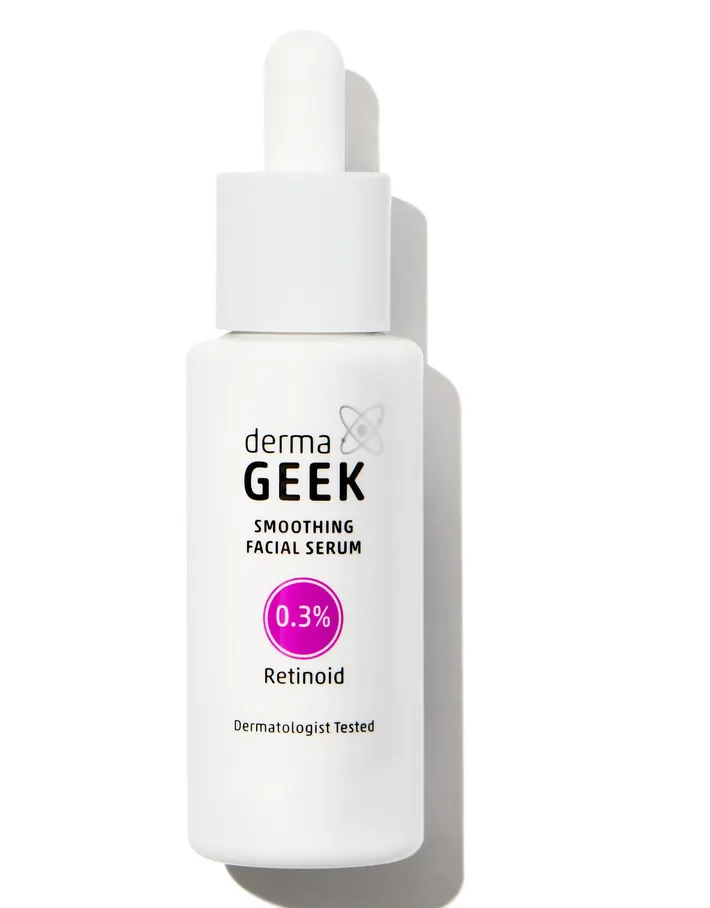 derma
GEEK
SMOOTHING
FACIAL SERUM
0.3%
Retinoid
Dermatologist Tested